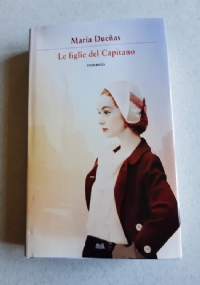 María Dueñas
Le figlie del Capitano
romanzo